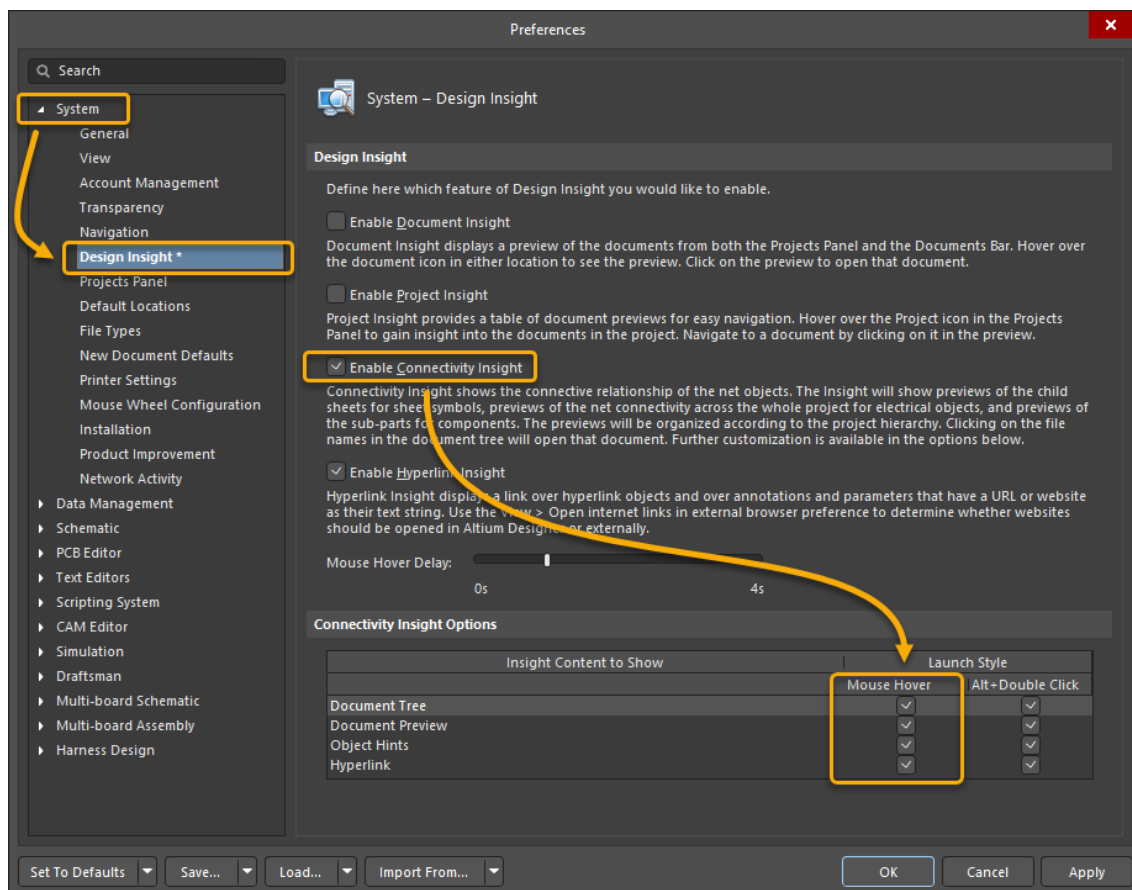 Preferences
Search
System
General
View
Account Management
Transparency
Navigation
Design Insight *
Projects Panel
Default Locations
File Types
New Document Defaults
Printer Settings
Mouse Wheel Configuration
Installation
Product Improvement
Network Activity
Data Management
Schematic
PCB Editor
Text Editors
Scripting System
CAM Editor
Simulation
Draftsman
Multi-board Schematic
Multi-board Assembly
Harness Design
System – Design Insight
Design Insight
Define here which feature of Design Insight you would like to enable.
Enable Document Insight
Document Insight displays a preview of the documents from both the Projects Panel and the Documents Bar. Hover over
the document icon in either location to see the preview. Click on the preview to open that document.
Enable Project Insight
Project Insight provides a table of document previews for easy navigation. Hover over the Project icon in the Projects
Panel to gain insight into the documents in the project. Navigate to a document by clicking on it in the preview.
Enable Connectivity Insight
Connectivity Insight shows the connective relationship of the net objects. The Insight will show previews of the child
sheets for sheet symbols, previews of the net connectivity across the whole project for electrical objects, and previews of
the sub-parts for components. The previews will be organized according to the project hierarchy. Clicking on the file
names in the document tree will open that document. Further customization is available in the options below.
Enable Hyperlink Insight
Hyperlink Insight displays a link over hyperlink objects and over annotations and parameters that have a URL or website
as their text string. Use the View > Open internet links in external browser preference to determine whether websites
should be opened in Altium Designer or externally.
Mouse Hover Delay:
0s 4s
Connectivity Insight Options
Insight Content to Show Launch Style
Mouse Hover Alt+Double Click
Document Tree
Document Preview
Object Hints
Hyperlink
Set To Defaults Save... Load... Import From... OK Cancel Apply